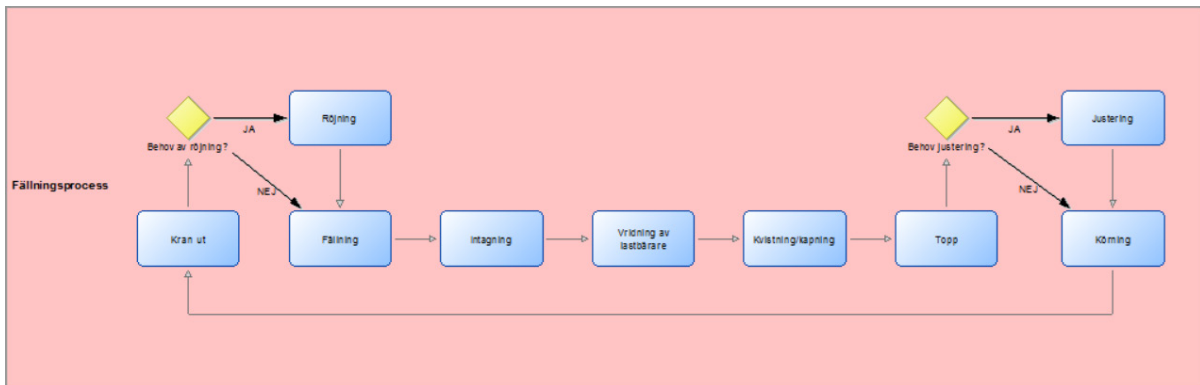 Röjning
Justering
JA
JA
Behov av röjning?
Behov justering?
Fällningsprocess
NEJ
NEJ
Kran ut
Fällning
Intagning
Vridning av
lastbärare
Kvistning/kapning
Topp
Körning